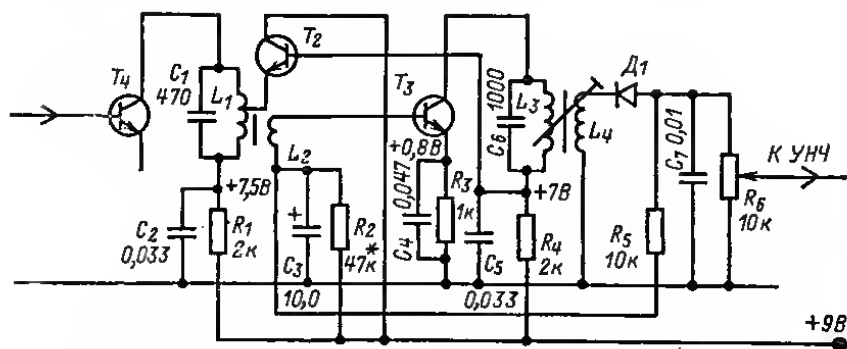 T4
C1
470
L1
T2
T3
C6
1000
L3
L4
Д1
C7 0,01
К УНЧ
+7,5В
L2
+0,8В
0,047
C4
R3
1к
+7В
R6
10к
C2
0,033
R1
2к
+
C3
10,0
R2
47к*
C5
0,033
R4
2к
R5
10к
+9В